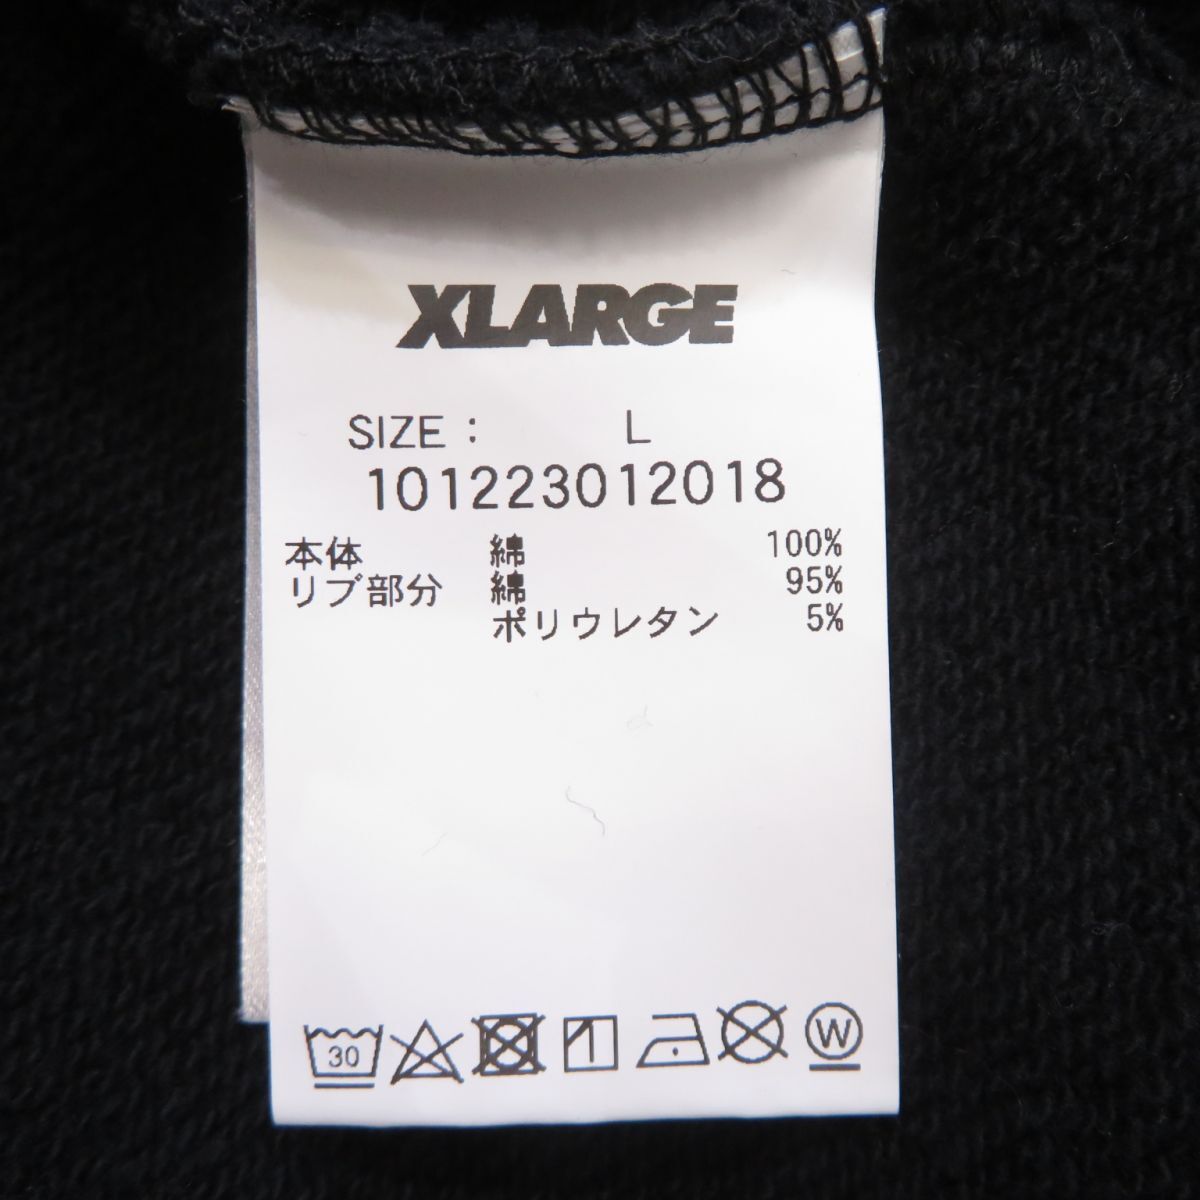 XLARGE
SIZE: L
101223012018
本体 綿 100%
リブ部分 綿 95%
ポリウレタン 5%
30 W